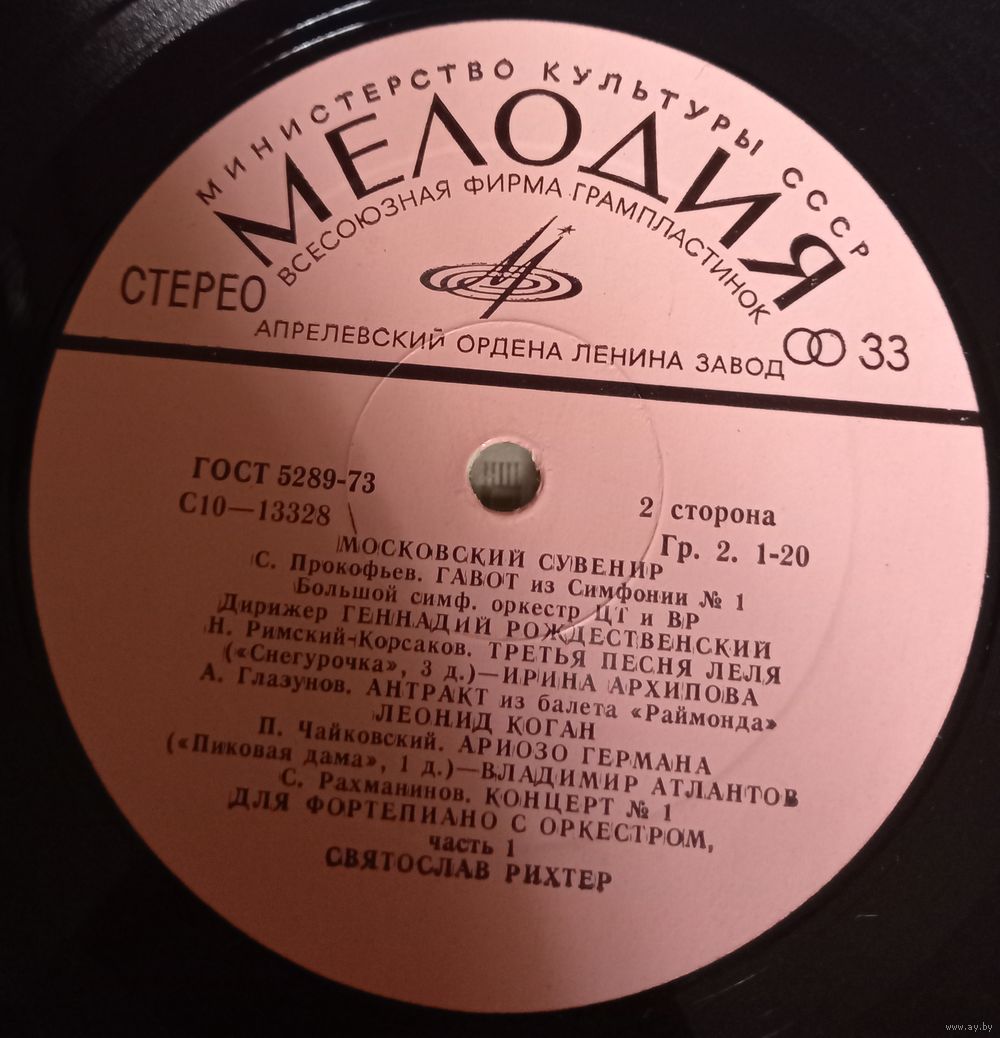 МИНИСТЕРСТВО КУЛЬТУРЫ СССР
МЕЛОДИЯ
ВСЕСОЮЗНАЯ ФИРМА ГРАМПЛАСТИНОК
СТЕРЕО
33
АПРЕЛЕВСКИЙ ОРДЕНА ЛЕНИНА ЗАВОД
ГОСТ 5289-73
С10—13328
2 сторона
Гр. 2. 1-20
МОСКОВСКИЙ СУВЕНИР
С. Прокофьев. ГАВОТ из Симфонии № 1
Большой симф. оркестр ЦТ и ВР
Дирижер ГЕННАДИЙ РОЖДЕСТВЕНСКИЙ
Н. Римский-Корсаков. ТРЕТЬЯ ПЕСНЯ ЛЕЛЯ
(«Снегурочка», 3 д.)—ИРИНА АРХИПОВА
А. Глазунов. АНТРАКТ из балета «Раймонда»
ЛЕОНИД КОГАН
П. Чайковский. АРИОЗО ГЕРМАНА
(«Пиковая дама», 1 д.)—ВЛАДИМИР АТЛАНТОВ
С. Рахманинов. КОНЦЕРТ № 1
ДЛЯ ФОРТЕПИАНО С ОРКЕСТРОМ,
часть 1
СВЯТОСЛАВ РИХТЕР
www.ay.by